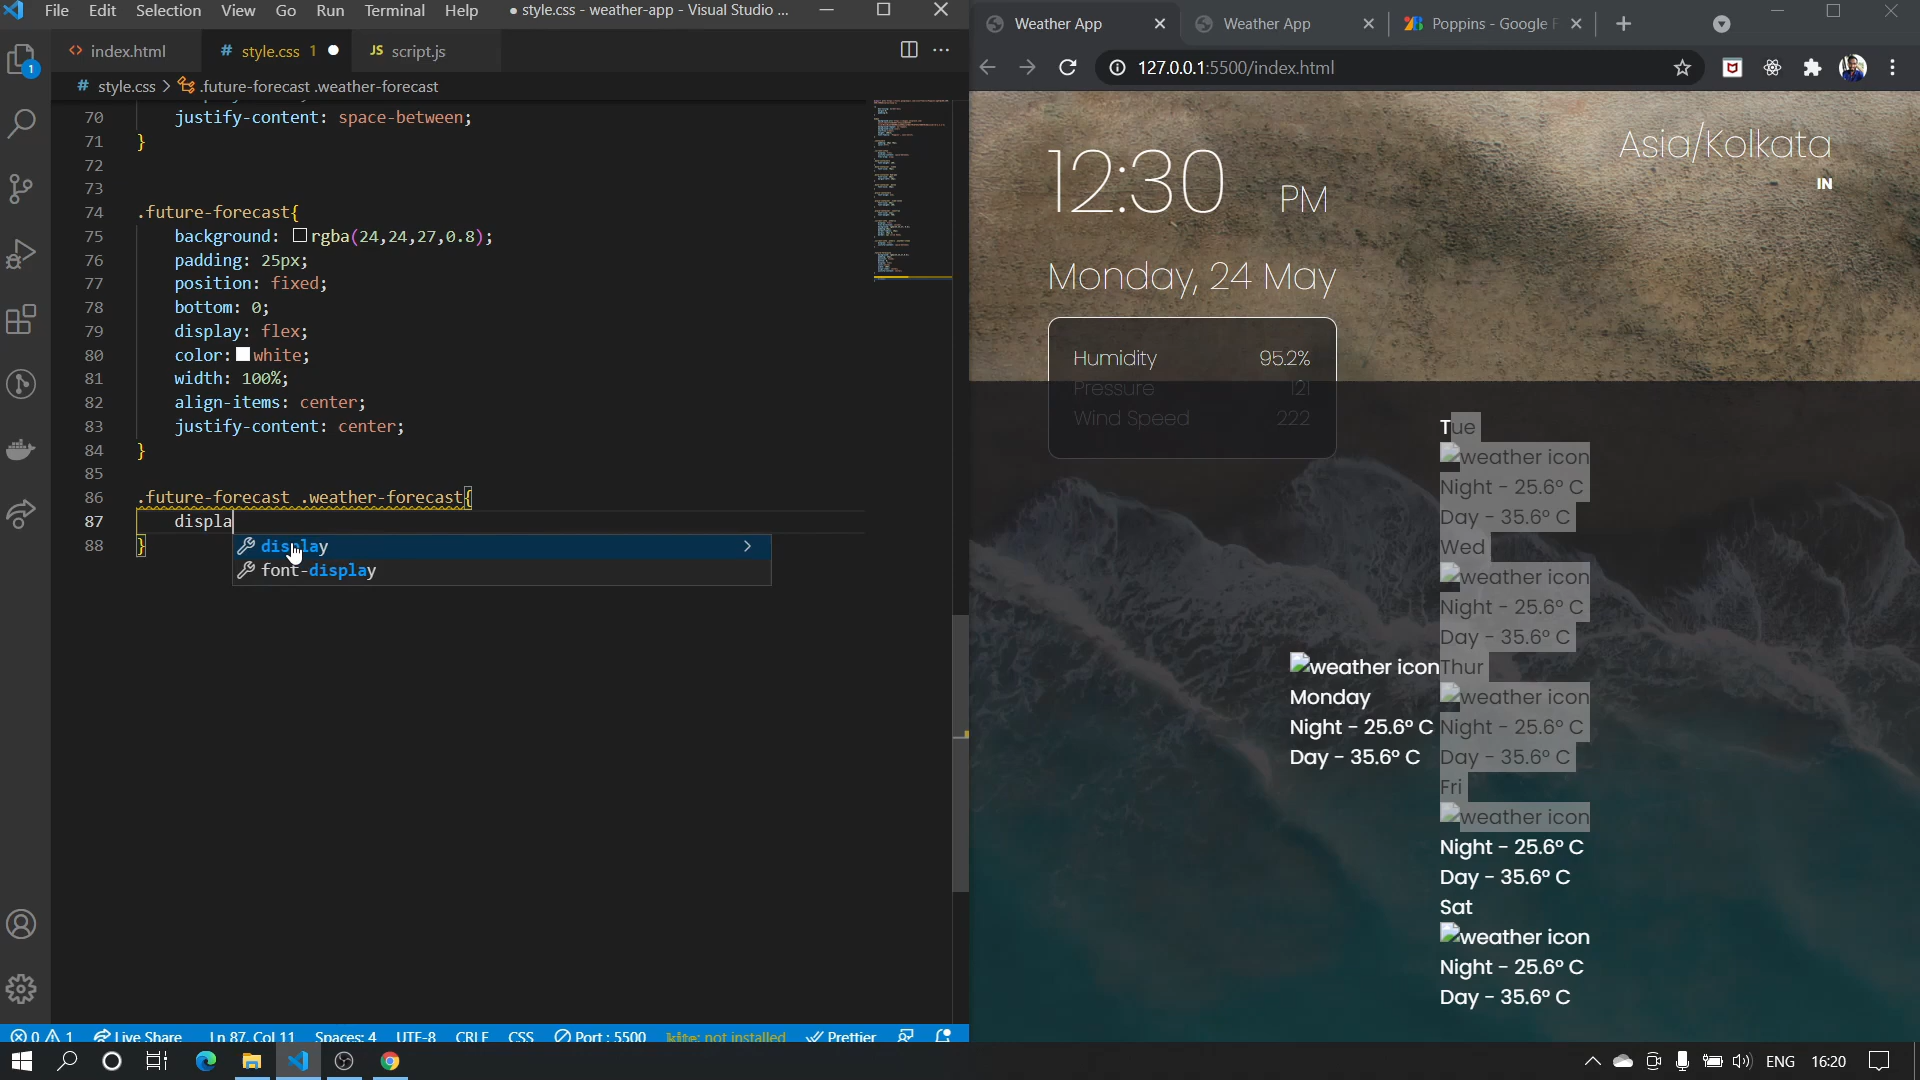 File Edit Selection View Go Run Terminal Help
● style.css - weather-app - Visual Studio ...
index.html
# style.css 1
JS script.js
# style.css > .future-forecast .weather-forecast
70 justify-content: space-between;
71 }
72
73
74 .future-forecast{
75 background: rgba(24,24,27,0.8);
76 padding: 25px;
77 position: fixed;
78 bottom: 0;
79 display: flex;
80 color: white;
81 width: 100%;
82 align-items: center;
83 justify-content: center;
84 }
85
86 .future-forecast .weather-forecast{
87 displa
88 }
display
font-display
0 1 Live Share Ln 87, Col 11 Spaces: 4 UTF-8 CRLF CSS Port : 5500 kite: not installed Prettier
1
Weather App
Weather App
Poppins - Google F
127.0.0.1:5500/index.html
12:30 PM
Asia/Kolkata
IN
Monday, 24 May
Humidity 95.2%
Pressure 121
Wind Speed 222
weather icon
Monday
Night - 25.6° C
Day - 35.6° C
Tue
weather icon
Night - 25.6° C
Day - 35.6° C
Wed
weather icon
Night - 25.6° C
Day - 35.6° C
Thur
weather icon
Night - 25.6° C
Day - 35.6° C
Fri
weather icon
Night - 25.6° C
Day - 35.6° C
Sat
weather icon
Night - 25.6° C
Day - 35.6° C
ENG 16:20